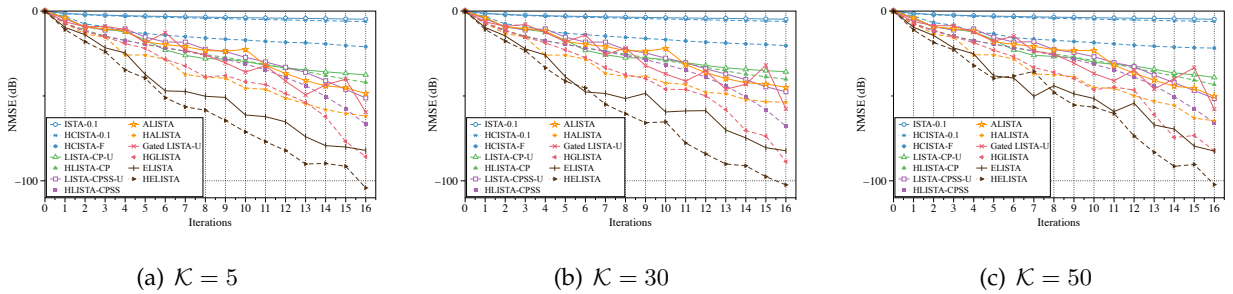 0
−100
NMSE (dB)
ISTA-0.1
HCISTA-0.1
HCISTA-F
LISTA-CP-U
HLISTA-CP
LISTA-CPSS-U
HLISTA-CPSS
ALISTA
HALISTA
Gated LISTA-U
HGLISTA
ELISTA
HELISTA
0 1 2 3 4 5 6 7 8 9 10 11 12 13 14 15 16
Iterations
(a) K = 5
0
−100
NMSE (dB)
ISTA-0.1
HCISTA-0.1
HCISTA-F
LISTA-CP-U
HLISTA-CP
LISTA-CPSS-U
HLISTA-CPSS
ALISTA
HALISTA
Gated LISTA-U
HGLISTA
ELISTA
HELISTA
0 1 2 3 4 5 6 7 8 9 10 11 12 13 14 15 16
Iterations
(b) K = 30
0
−100
NMSE (dB)
ISTA-0.1
HCISTA-0.1
HCISTA-F
LISTA-CP-U
HLISTA-CP
LISTA-CPSS-U
HLISTA-CPSS
ALISTA
HALISTA
Gated LISTA-U
HGLISTA
ELISTA
HELISTA
0 1 2 3 4 5 6 7 8 9 10 11 12 13 14 15 16
Iterations
(c) K = 50